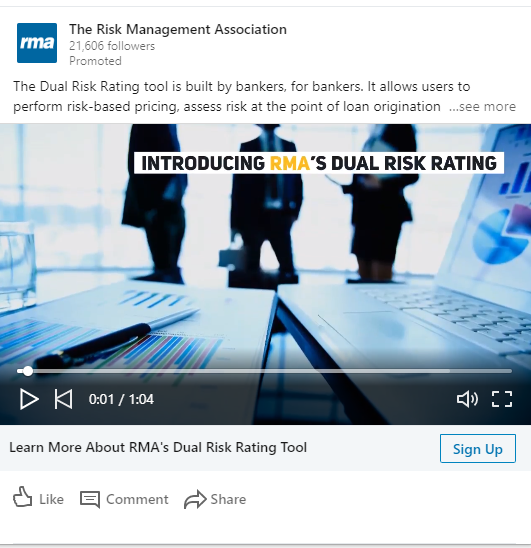 rma
The Risk Management Association
21,606 followers
Promoted
The Dual Risk Rating tool is built by bankers, for bankers. It allows users to
perform risk-based pricing, assess risk at the point of loan origination ...see more
INTRODUCING RMA'S DUAL RISK RATING
0:01 / 1:04
Learn More About RMA's Dual Risk Rating Tool
Sign Up
Like
Comment
Share